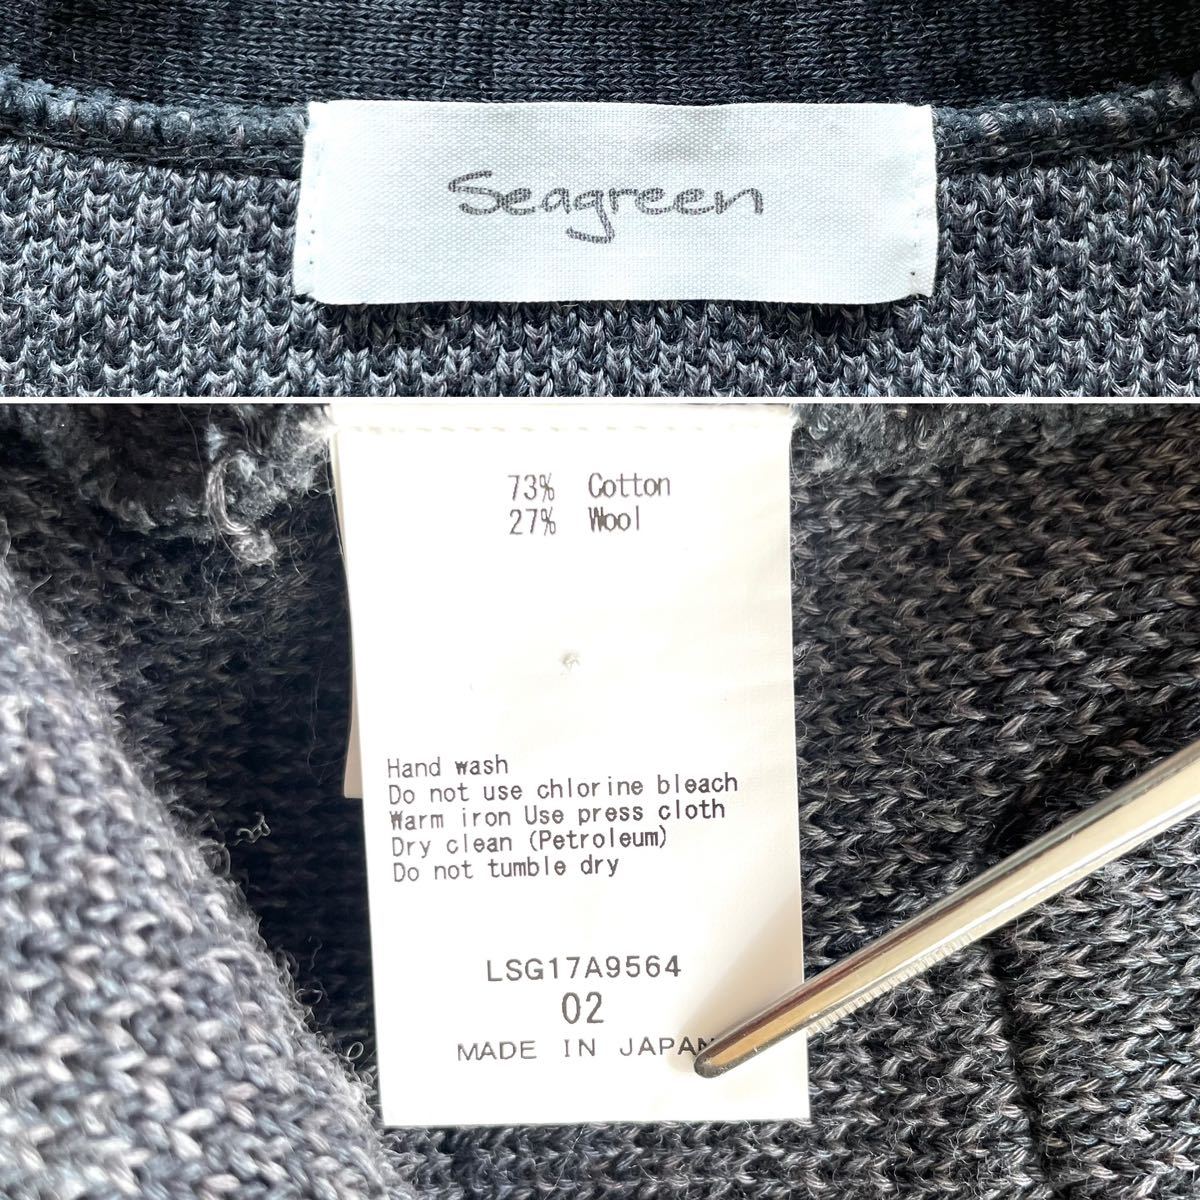 Seagreen
73% Cotton
27% Wool
Hand wash
Do not use chlorine bleach
Warm iron Use press cloth
Dry clean (Petroleum)
Do not tumble dry
LSG17A9564
02
MADE IN JAPAN